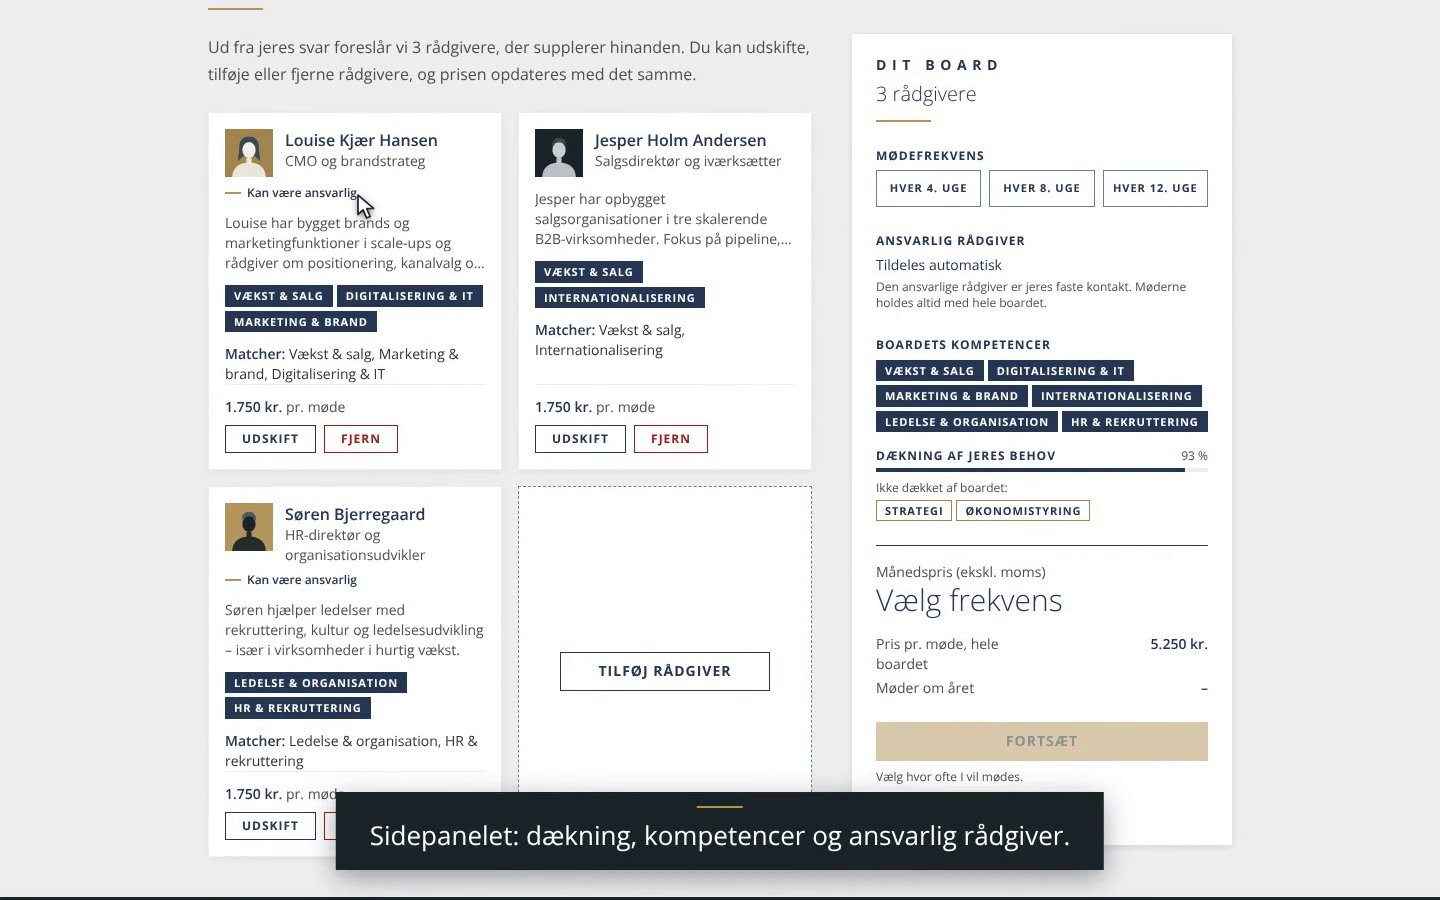 Ud fra jeres svar foreslår vi 3 rådgivere, der supplerer hinanden. Du kan udskifte,
tilføje eller fjerne rådgivere, og prisen opdateres med det samme.
Louise Kjær Hansen
CMO og brandstrateg
Kan være ansvarlig
Louise har bygget brands og
marketingfunktioner i scale-ups og
rådgiver om positionering, kanalvalg o...
VÆKST & SALG
DIGITALISERING & IT
MARKETING & BRAND
Matcher: Vækst & salg, Marketing &
brand, Digitalisering & IT
1.750 kr. pr. møde
UDSKIFT
FJERN
Jesper Holm Andersen
Salgsdirektør og iværksætter
Jesper har opbygget
salgsorganisationer i tre skalerende
B2B-virksomheder. Fokus på pipeline,...
VÆKST & SALG
INTERNATIONALISERING
Matcher: Vækst & salg,
Internationalisering
1.750 kr. pr. møde
UDSKIFT
FJERN
Søren Bjerregaard
HR-direktør og
organisationsudvikler
Kan være ansvarlig
Søren hjælper ledelser med
rekruttering, kultur og ledelsesudvikling
– især i virksomheder i hurtig vækst.
LEDELSE & ORGANISATION
HR & REKRUTTERING
Matcher: Ledelse & organisation, HR &
rekruttering
1.750 kr. pr. møde
UDSKIFT
TILFØJ RÅDGIVER
DIT BOARD
3 rådgivere
MØDEFREKVENS
HVER 4. UGE
HVER 8. UGE
HVER 12. UGE
ANSVARLIG RÅDGIVER
Tildeles automatisk
Den ansvarlige rådgiver er jeres faste kontakt. Møderne
holdes altid med hele boardet.
BOARDETS KOMPETENCER
VÆKST & SALG
DIGITALISERING & IT
MARKETING & BRAND
INTERNATIONALISERING
LEDELSE & ORGANISATION
HR & REKRUTTERING
DÆKNING AF JERES BEHOV
93 %
Ikke dækket af boardet:
STRATEGI
ØKONOMISTYRING
Månedspris (ekskl. moms)
Vælg frekvens
Pris pr. møde, hele
boardet
5.250 kr.
Møder om året
–
FORTSÆT
Vælg hvor ofte I vil mødes.
Sidepanelet: dækning, kompetencer og ansvarlig rådgiver.